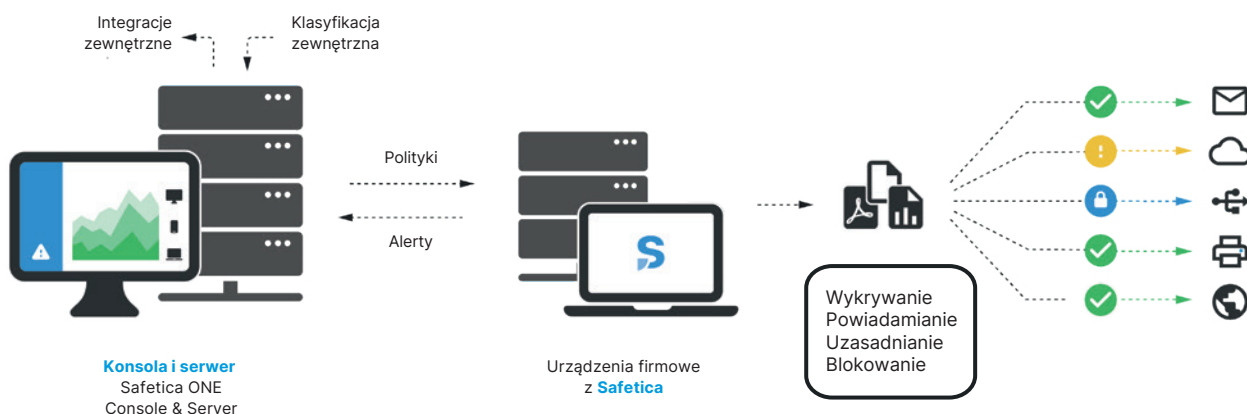 Integracje
zewnętrzne
Klasyfikacja
zewnętrzna
Polityki
Alerty
S
Wykrywanie
Powiadamianie
Uzasadnianie
Blokowanie
Konsola i serwer
Safetica ONE
Console & Server
Urządzenia firmowe
z Safetica